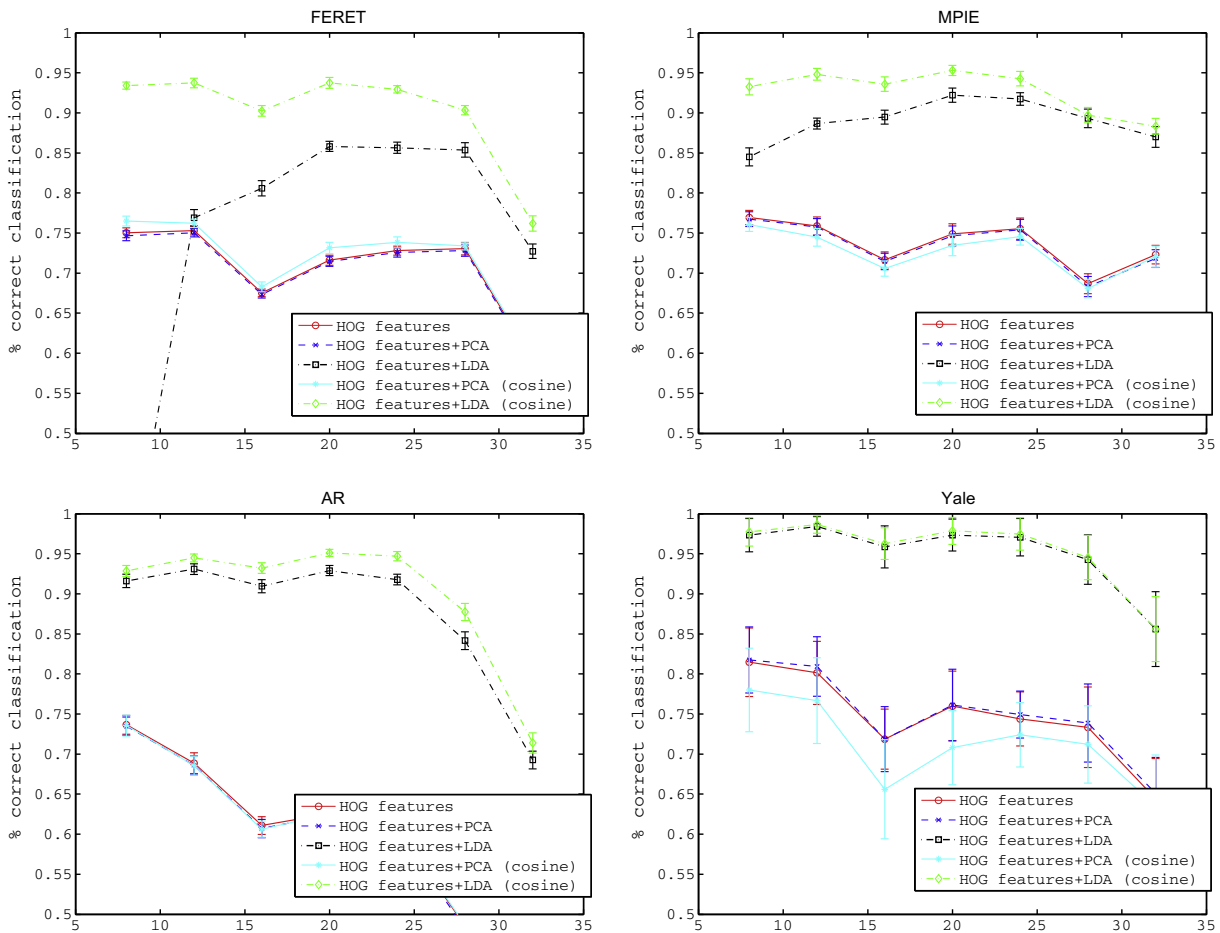 FERET
1
0.95
0.9
0.85
0.8
0.75
0.7
0.65
0.6
0.55
0.5
% correct classification
5 10 15 20 25 30 35
HOG features
HOG features+PCA
HOG features+LDA
HOG features+PCA (cosine)
HOG features+LDA (cosine)
MPIE
1
0.95
0.9
0.85
0.8
0.75
0.7
0.65
0.6
0.55
0.5
% correct classification
5 10 15 20 25 30 35
HOG features
HOG features+PCA
HOG features+LDA
HOG features+PCA (cosine)
HOG features+LDA (cosine)
AR
1
0.95
0.9
0.85
0.8
0.75
0.7
0.65
0.6
0.55
0.5
% correct classification
5 10 15 20 25 30 35
HOG features
HOG features+PCA
HOG features+LDA
HOG features+PCA (cosine)
HOG features+LDA (cosine)
Yale
1
0.95
0.9
0.85
0.8
0.75
0.7
0.65
0.6
0.55
0.5
% correct classification
5 10 15 20 25 30 35
HOG features
HOG features+PCA
HOG features+LDA
HOG features+PCA (cosine)
HOG features+LDA (cosine)